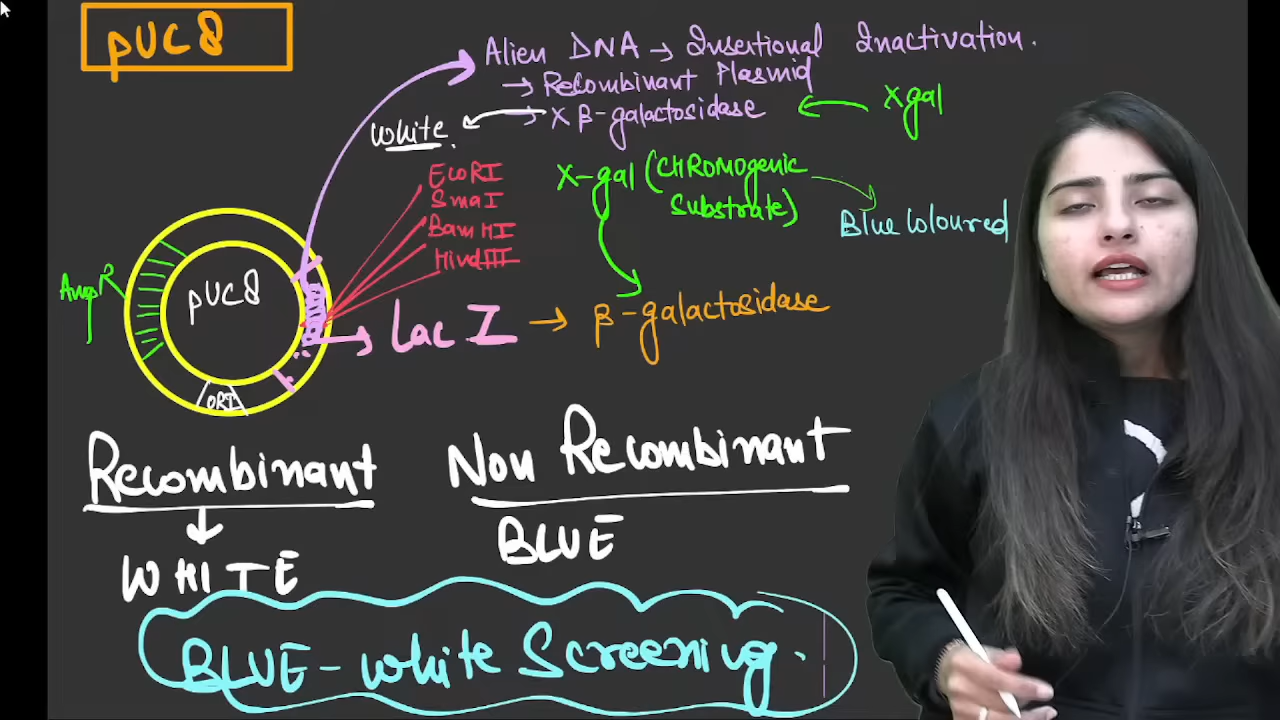 pUC8
Alien DNA → Insertional Inactivation.
→ Recombinant Plasmid
→ X β-galactosidase ← X gal
White.
EcoRI
SmaI
BamHI
HindIII
X-gal (CHROMOGENIC
Substrate)
Blue Coloured
AmpR
pUC8
ORI
→ Lac Z → β-galactosidase
Recombinant
Non Recombinant
WHITE
BLUE
BLUE-White Screening.